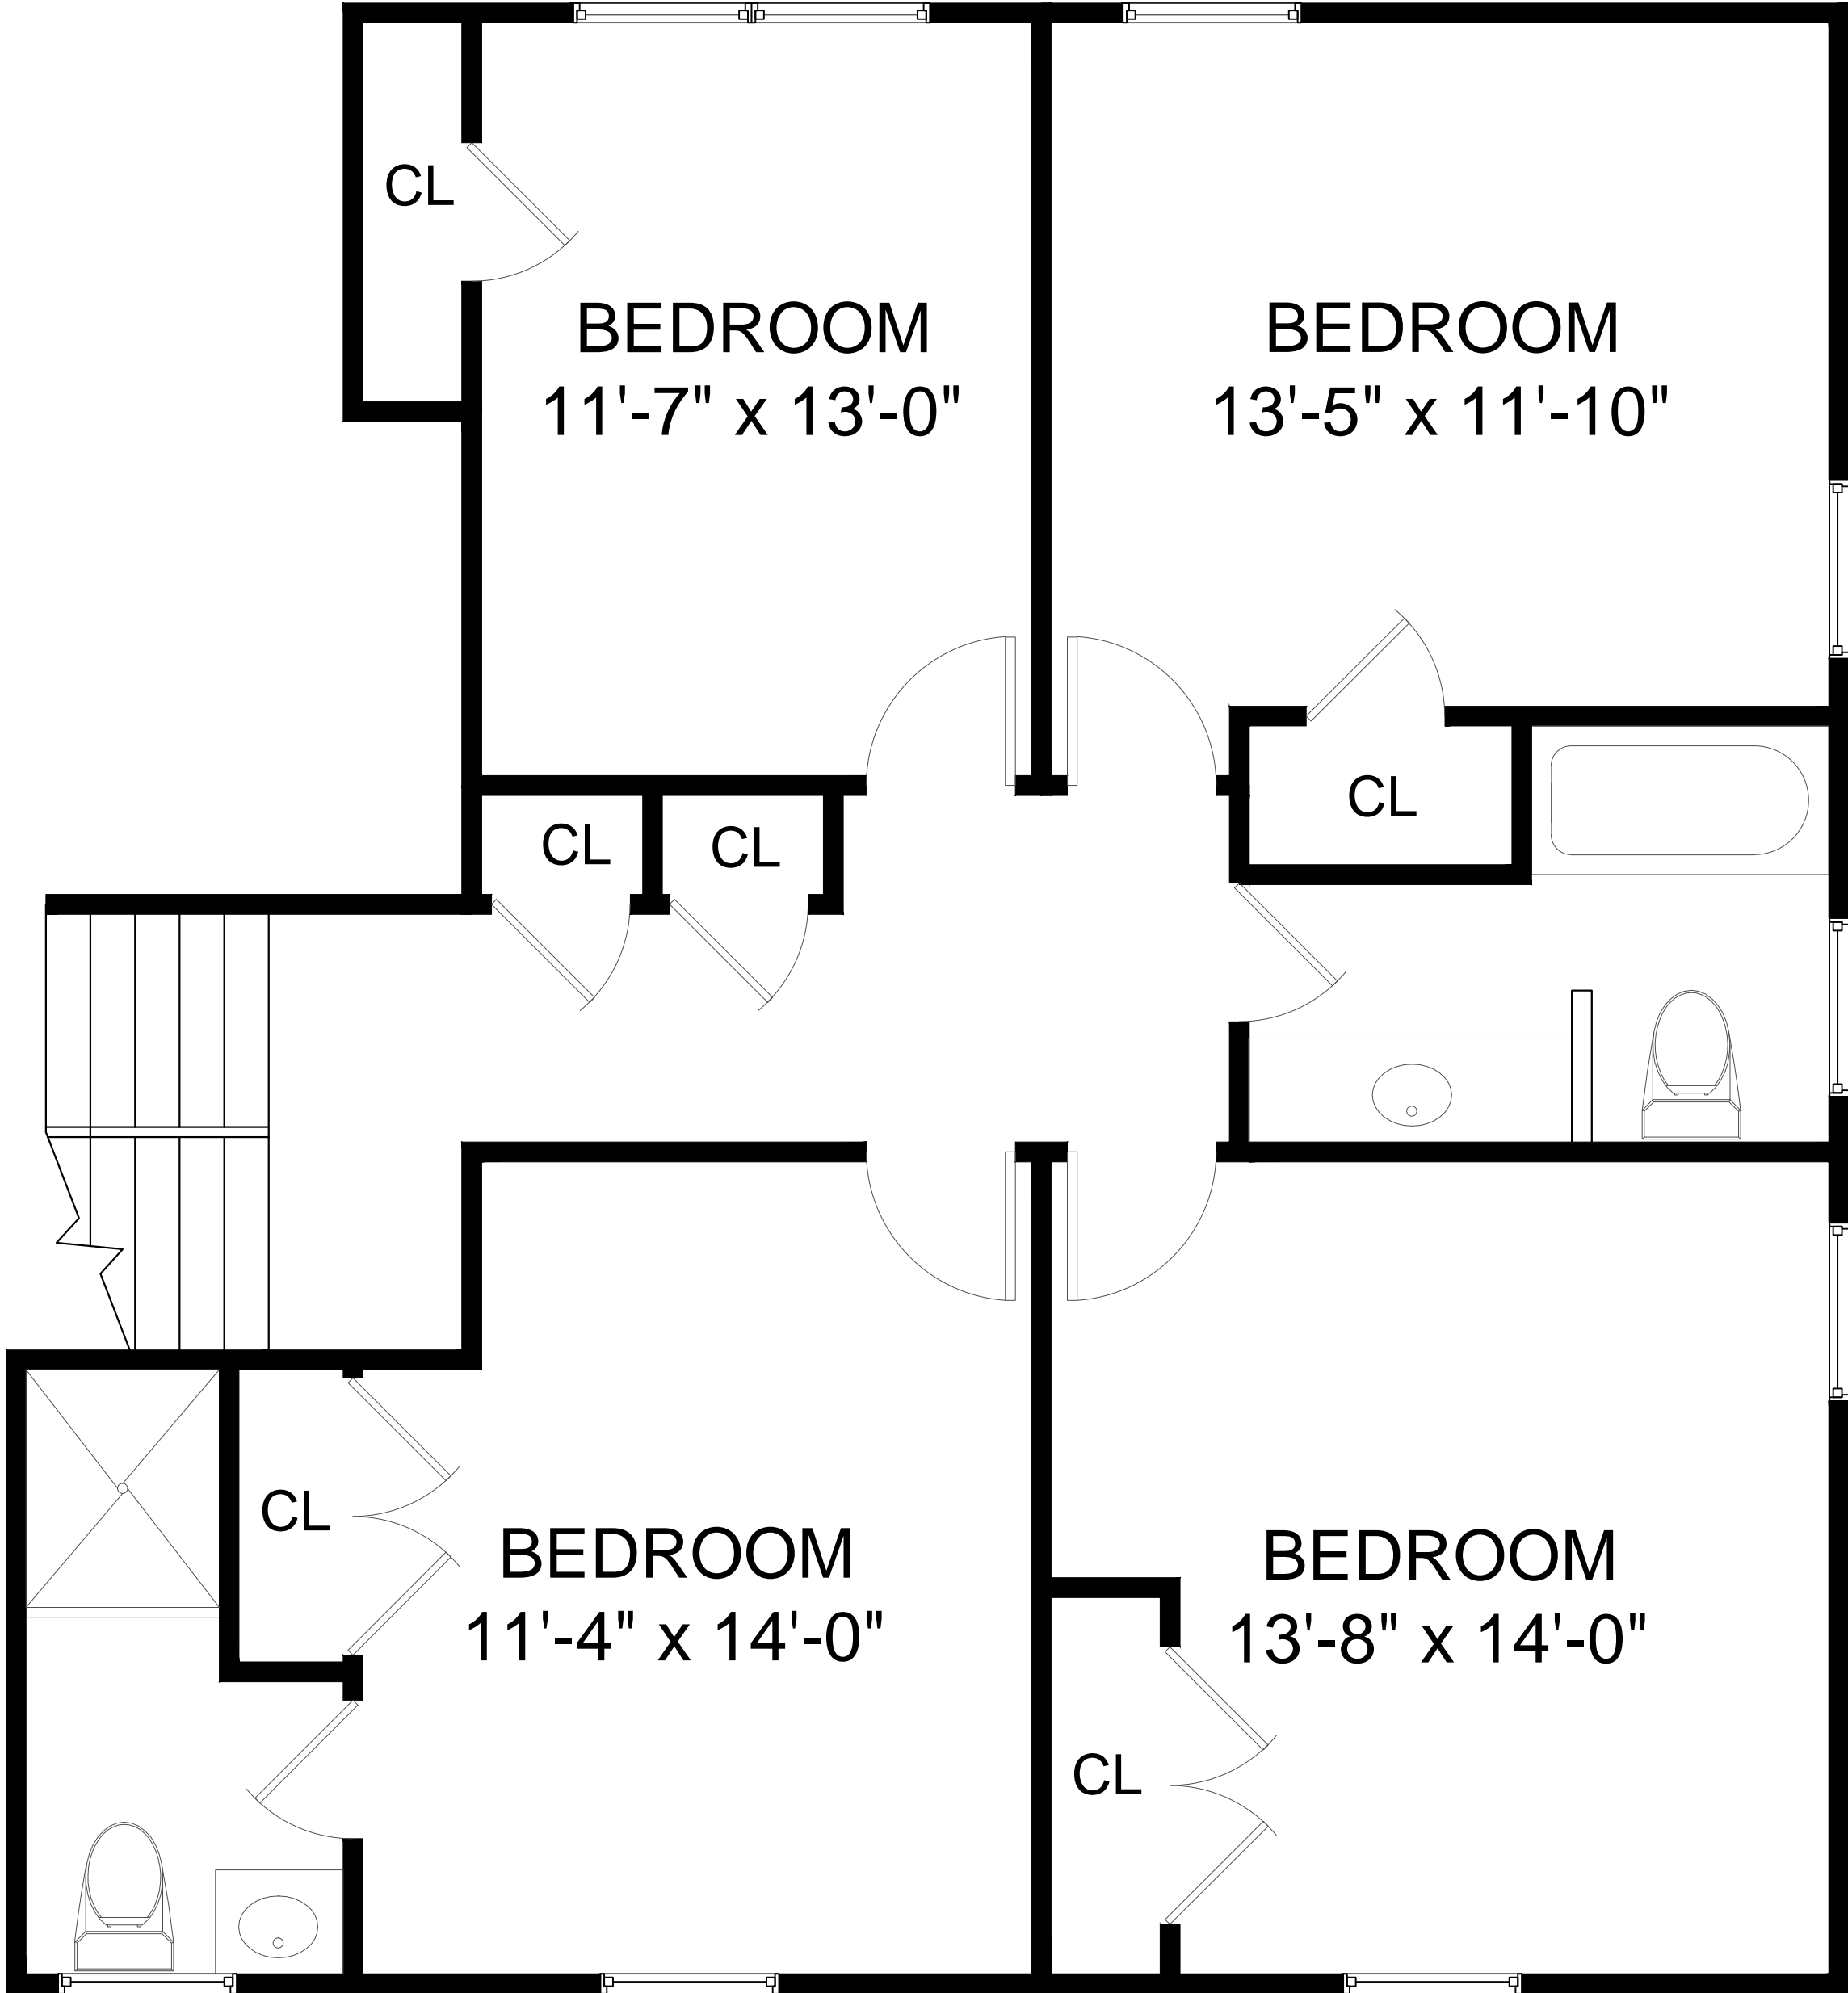 CL
BEDROOM
11'-7" x 13'-0"
BEDROOM
13'-5" x 11'-10"
CL
CL
CL
CL
BEDROOM
11'-4" x 14'-0"
BEDROOM
13'-8" x 14'-0"
CL